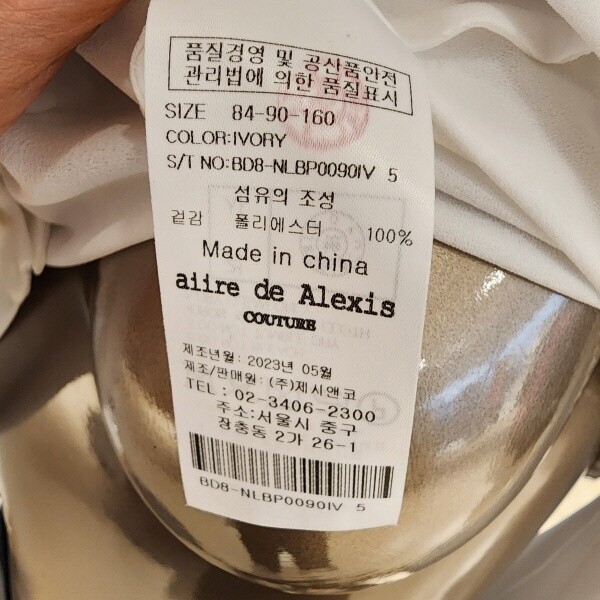 품질경영 및 공산품안전
관리법에 의한 품질표시
SIZE 84-90-160
COLOR:IVORY
S/T NO:BD8-NLBP0090IV 5
섬유의 조성
겉감 폴리에스터 100%
Made in china
aiire de Alexis
COUTURE
제조년월 : 2023년 05월
제조/판매원 : (주)제시앤코
TEL : 02-3406-2300
주소:서울시 중구
장충동 2가 26-1
BD8-NLBP0090IV 5